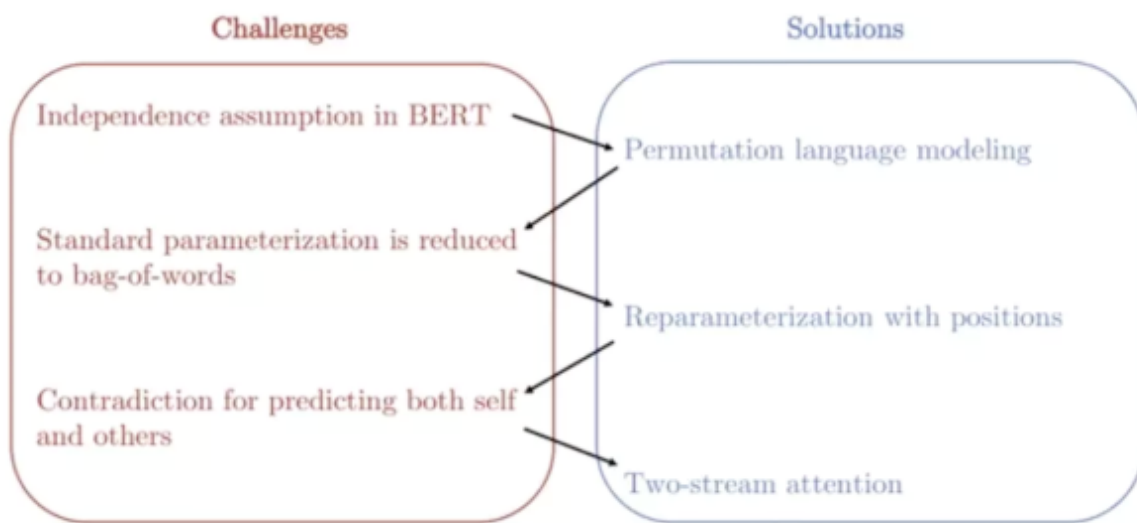 Challenges
Solutions
Independence assumption in BERT
Permutation language modeling
Standard parameterization is reduced
to bag-of-words
Reparameterization with positions
Contradiction for predicting both self
and others
Two-stream attention